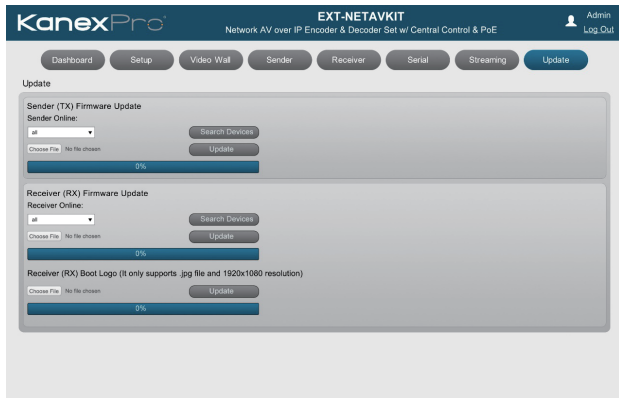 KanexPro
EXT-NETAVKIT
Network AV over IP Encoder & Decoder Set w/ Central Control & PoE
Admin
Log Out
Dashboard Setup Video Wall Sender Receiver Serial Streaming Update
Update
Sender (TX) Firmware Update
Sender Online:
all Search Devices
Choose File No file chosen Update
0%
Receiver (RX) Firmware Update
Receiver Online:
all Search Devices
Choose File No file chosen Update
0%
Receiver (RX) Boot Logo (It only supports .jpg file and 1920x1080 resolution)
Choose File No file chosen Update
0%